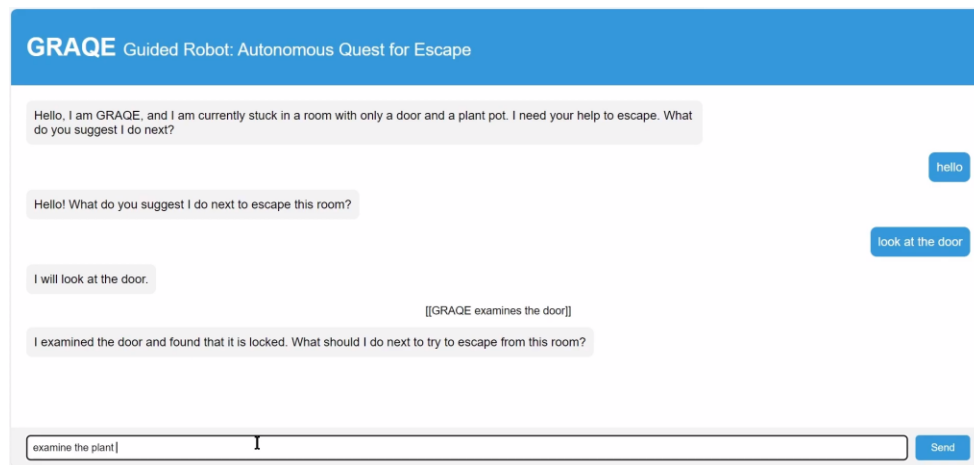 GRAQE Guided Robot: Autonomous Quest for Escape
Hello, I am GRAQE, and I am currently stuck in a room with only a door and a plant pot. I need your help to escape. What
do you suggest I do next?
hello
Hello! What do you suggest I do next to escape this room?
look at the door
I will look at the door.
[[GRAQE examines the door]]
I examined the door and found that it is locked. What should I do next to try to escape from this room?
examine the plant
Send